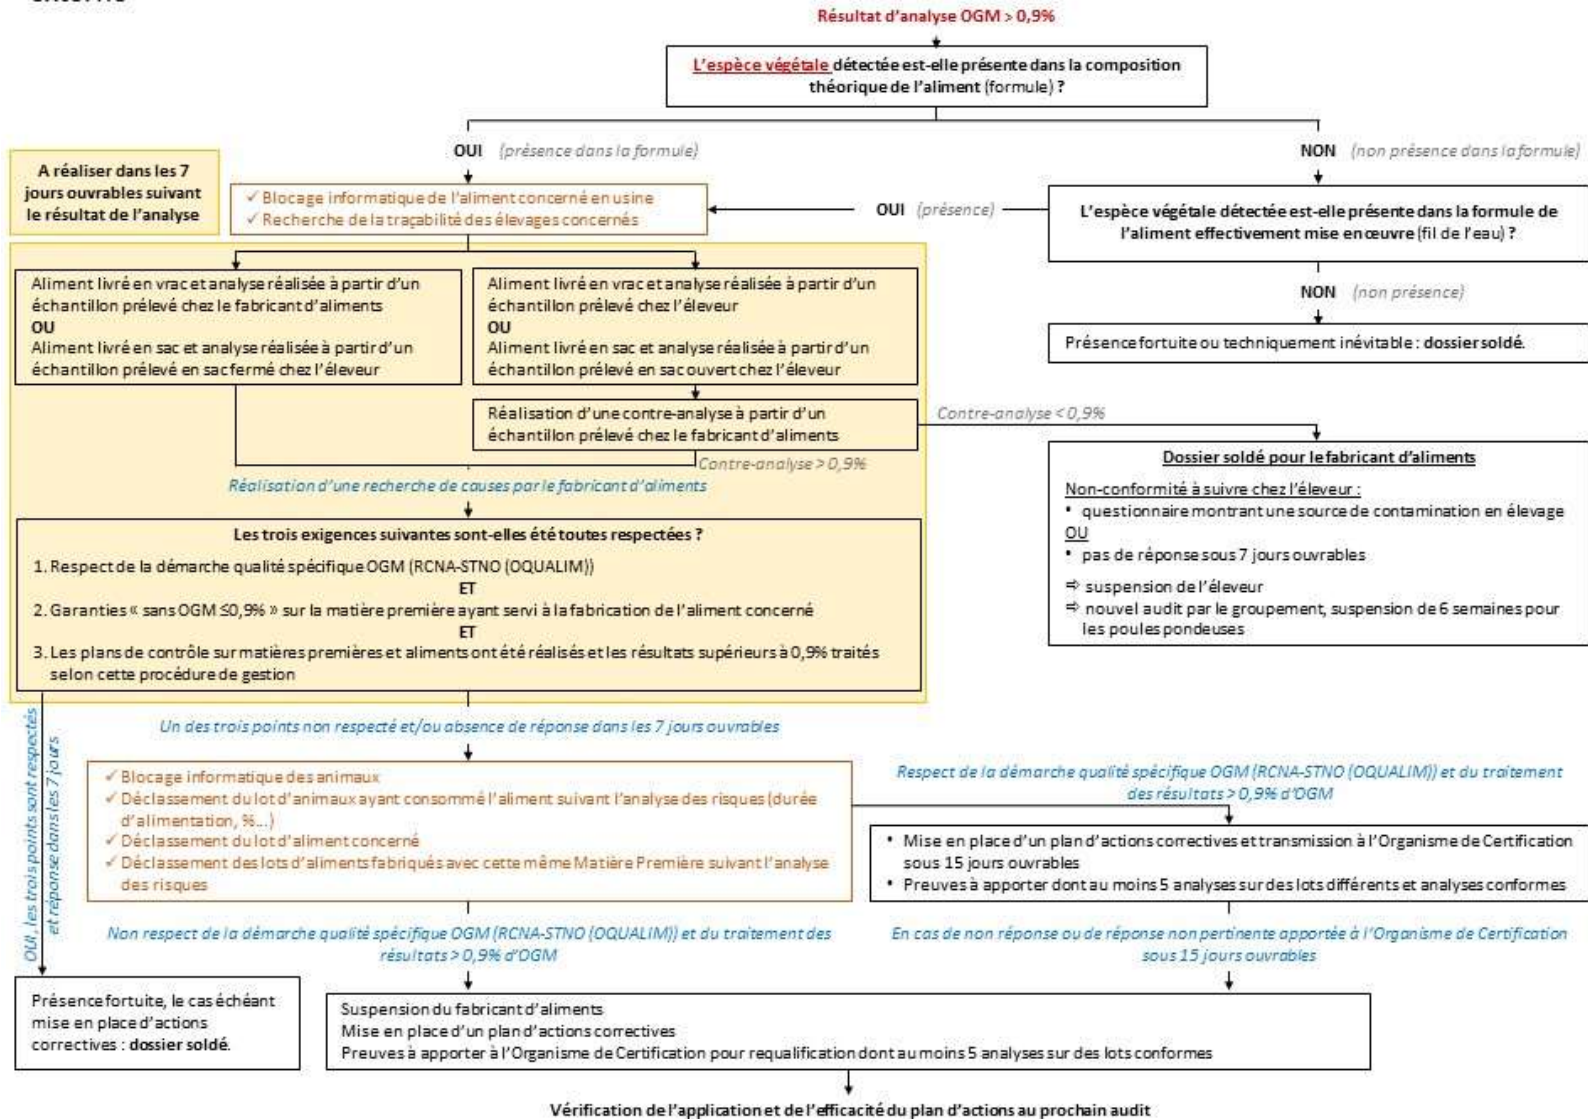 Résultat d'analyse OGM > 0,9%
L'espèce végétale détectée est-elle présente dans la composition
théorique de l'aliment (formule) ?
OUI (présence dans la formule)
NON (non présence dans la formule)
A réaliser dans les 7
jours ouvrables suivant
le résultat de l'analyse
✓ Blocage informatique de l'aliment concerné en usine
✓ Recherche de la traçabilité des élevages concernés
OUI (présence)
L'espèce végétale détectée est-elle présente dans la formule de
l'aliment effectivement mise en œuvre (fil de l'eau) ?
NON (non présence)
Présence fortuite ou techniquement inévitable : dossier soldé.
Aliment livré en vrac et analyse réalisée à partir d'un
échantillon prélevé chez le fabricant d'aliments
OU
Aliment livré en sac et analyse réalisée à partir d'un
échantillon prélevé en sac fermé chez l'éleveur
Aliment livré en vrac et analyse réalisée à partir d'un
échantillon prélevé chez l'éleveur
OU
Aliment livré en sac et analyse réalisée à partir d'un
échantillon prélevé en sac ouvert chez l'éleveur
Réalisation d'une contre-analyse à partir d'un
échantillon prélevé chez le fabricant d'aliments
Contre-analyse < 0,9%
Contre-analyse > 0,9%
Dossier soldé pour le fabricant d'aliments
Non-conformité à suivre chez l'éleveur :
• questionnaire montrant une source de contamination en élevage
OU
• pas de réponse sous 7 jours ouvrables
⇒ suspension de l'éleveur
⇒ nouvel audit par le groupement, suspension de 6 semaines pour
les poules pondeuses
Réalisation d'une recherche de causes par le fabricant d'aliments
Les trois exigences suivantes sont-elles été toutes respectées ?
1. Respect de la démarche qualité spécifique OGM (RCNA-STNO (OQUALIM))
ET
2. Garanties « sans OGM ≤0,9% » sur la matière première ayant servi à la fabrication de l'aliment concerné
ET
3. Les plans de contrôle sur matières premières et aliments ont été réalisés et les résultats supérieurs à 0,9% traités
selon cette procédure de gestion
OUI, les trois points sont respectés
et réponse dans les 7 jours
Un des trois points non respecté et/ou absence de réponse dans les 7 jours ouvrables
✓ Blocage informatique des animaux
✓ Déclassement du lot d'animaux ayant consommé l'aliment suivant l'analyse des risques (durée
d'alimentation, %...)
✓ Déclassement du lot d'aliment concerné
✓ Déclassement des lots d'aliments fabriqués avec cette même Matière Première suivant l'analyse
des risques
Respect de la démarche qualité spécifique OGM (RCNA-STNO (OQUALIM)) et du traitement
des résultats > 0,9% d'OGM
• Mise en place d'un plan d'actions correctives et transmission à l'Organisme de Certification
sous 15 jours ouvrables
• Preuves à apporter dont au moins 5 analyses sur des lots différents et analyses conformes
Non respect de la démarche qualité spécifique OGM (RCNA-STNO (OQUALIM)) et du traitement des
résultats > 0,9% d'OGM
En cas de non réponse ou de réponse non pertinente apportée à l'Organisme de Certification
sous 15 jours ouvrables
Présence fortuite, le cas échéant
mise en place d'actions
correctives : dossier soldé.
Suspension du fabricant d'aliments
Mise en place d'un plan d'actions correctives
Preuves à apporter à l'Organisme de Certification pour requalification dont au moins 5 analyses sur des lots conformes
Vérification de l'application et de l'efficacité du plan d'actions au prochain audit